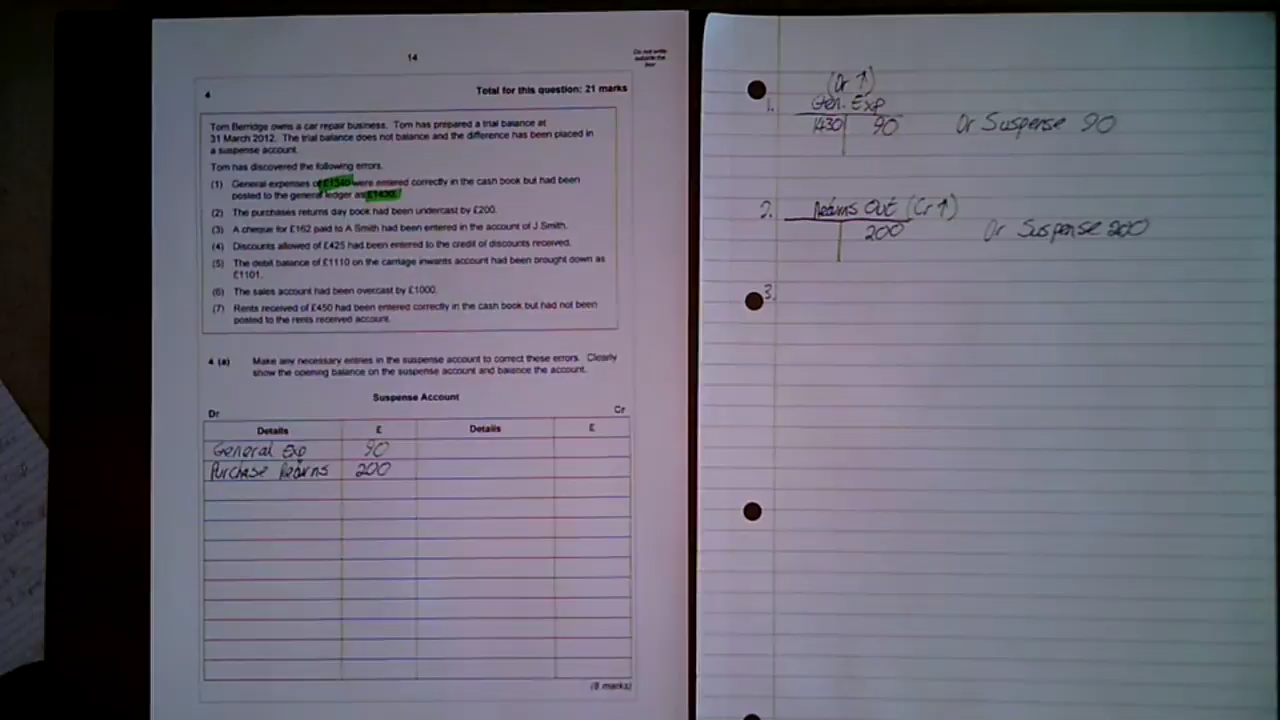 14
Do not write
outside the
box
4
Total for this question: 21 marks
Tom Berridge owns a car repair business. Tom has prepared a trial balance at
31 March 2012. The trial balance does not balance and the difference has been placed in
a suspense account.
Tom has discovered the following errors.
(1) General expenses of £1340 were entered correctly in the cash book but had been
posted to the general ledger as £1430.
(2) The purchases returns day book had been undercast by £200.
(3) A cheque for £162 paid to A Smith had been entered in the account of J Smith.
(4) Discounts allowed of £425 had been entered to the credit of discounts received.
(5) The debit balance of £1110 on the carriage inwards account had been brought down as
£1101.
(6) The sales account had been overcast by £1000.
(7) Rents received of £450 had been entered correctly in the cash book but had not been
posted to the rents received account.
4 (a) Make any necessary entries in the suspense account to correct these errors. Clearly
show the opening balance on the suspense account and balance the account.
Suspense Account
Dr Cr
Details £ Details £
General Exp 90
Purchase Returns 200
(8 marks)
(Dr ↑)
1. Gen. Exp
1430 90 Dr Suspense 90
2. Returns Out (Cr ↑)
200 Dr Suspense 200
3.